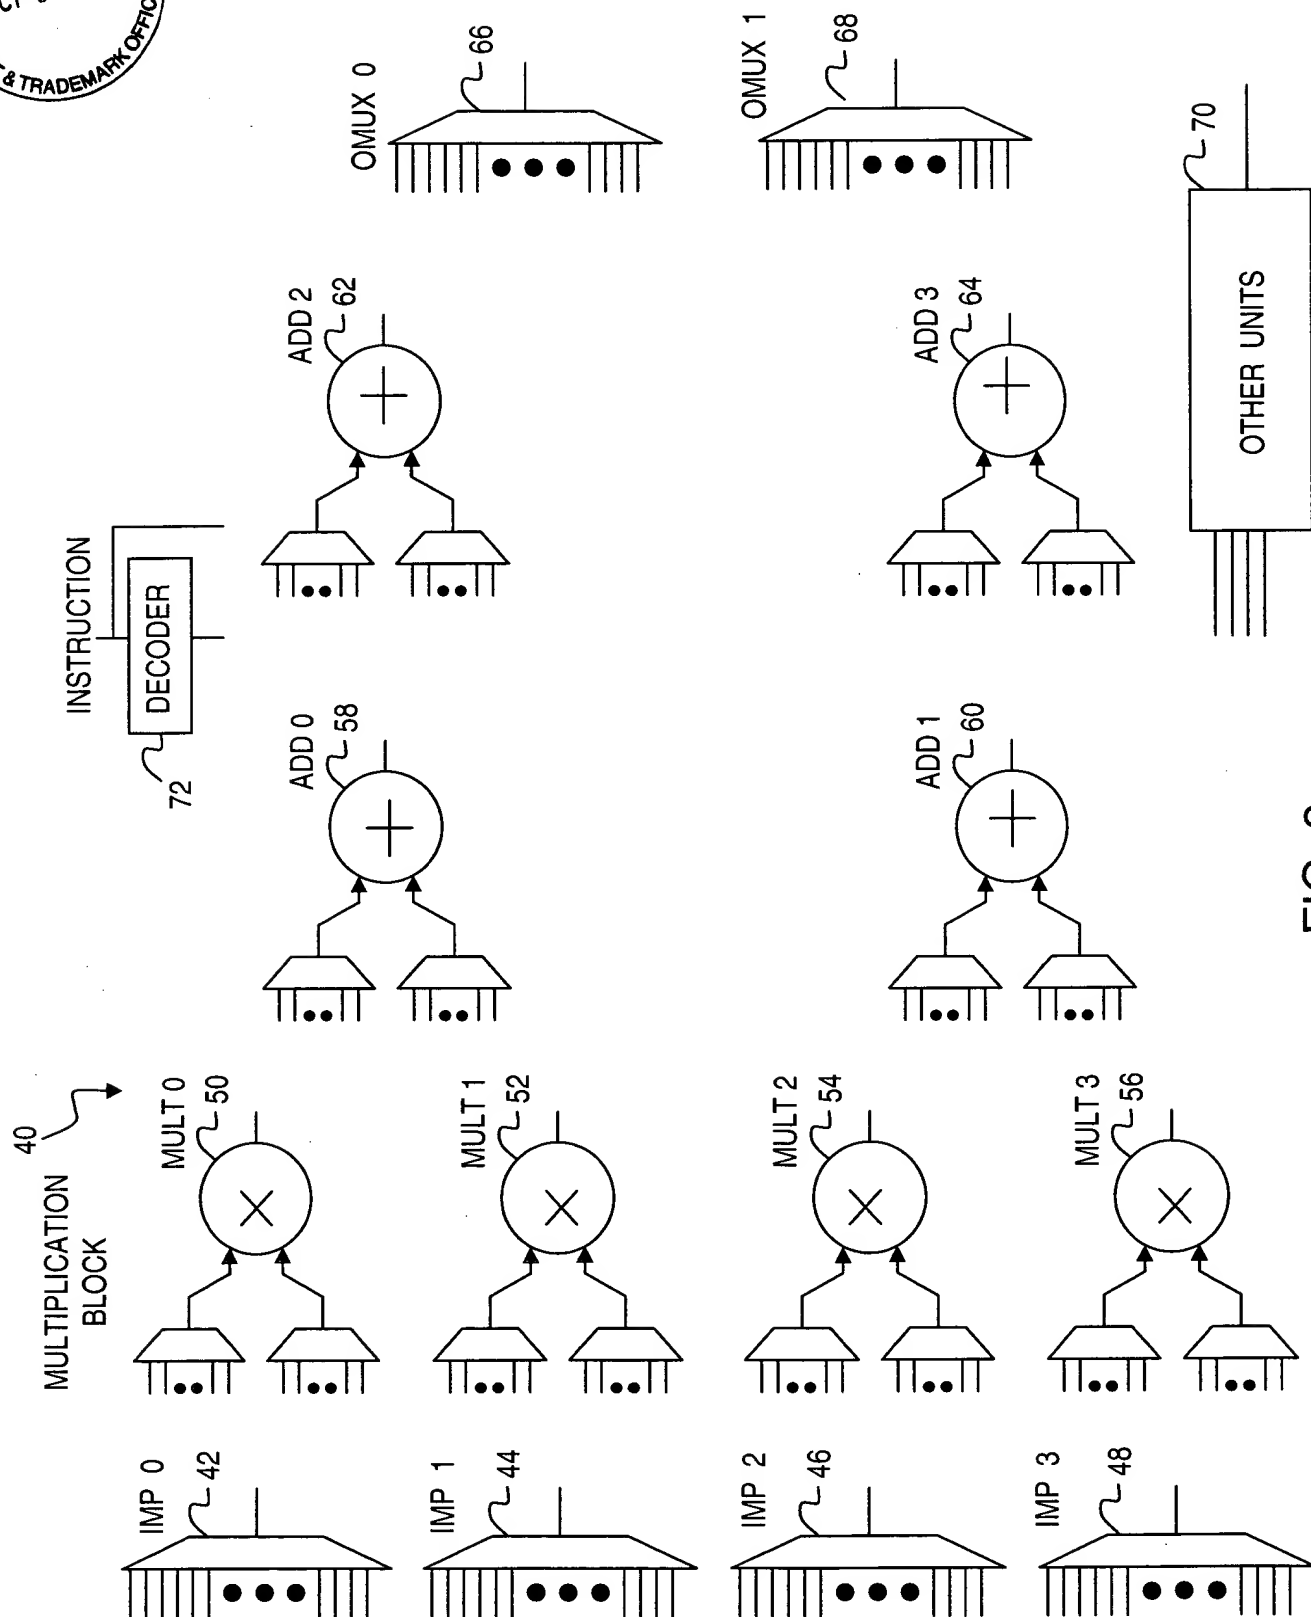 & TRADEMARK OFFIC
MULTIPLICATION
BLOCK
40
INSTRUCTION
DECODER
72
IMP 0
42
IMP 1
44
IMP 2
46
IMP 3
48
MULT 0
50
MULT 1
52
MULT 2
54
MULT 3
56
ADD 0
58
ADD 1
60
ADD 2
62
ADD 3
64
OMUX 0
66
OMUX 1
68
OTHER UNITS
70
FIG.